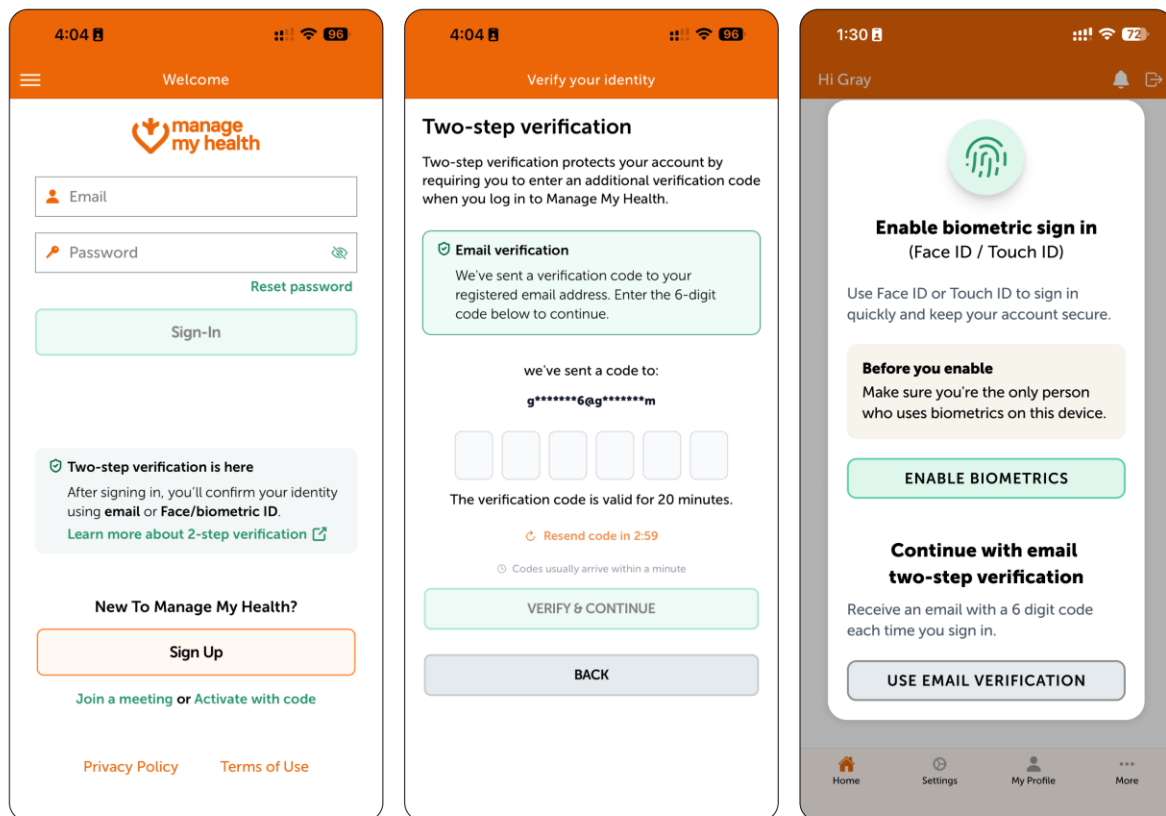 4:04
96
Welcome
manage
my health
Email
Password
Reset password
Sign-In
Two-step verification is here
After signing in, you'll confirm your identity
using email or Face/biometric ID.
Learn more about 2-step verification
New To Manage My Health?
Sign Up
Join a meeting or Activate with code
Privacy Policy
Terms of Use
4:04
96
Verify your identity
Two-step verification
Two-step verification protects your account by
requiring you to enter an additional verification code
when you log in to Manage My Health.
Email verification
We've sent a verification code to your
registered email address. Enter the 6-digit
code below to continue.
we've sent a code to:
g*******6@g*******m
The verification code is valid for 20 minutes.
Resend code in 2:59
Codes usually arrive within a minute
VERIFY & CONTINUE
BACK
1:30
72
Hi Gray
Enable biometric sign in
(Face ID / Touch ID)
Use Face ID or Touch ID to sign in
quickly and keep your account secure.
Before you enable
Make sure you're the only person
who uses biometrics on this device.
ENABLE BIOMETRICS
Continue with email
two-step verification
Receive an email with a 6 digit code
each time you sign in.
USE EMAIL VERIFICATION
Home
Settings
My Profile
More